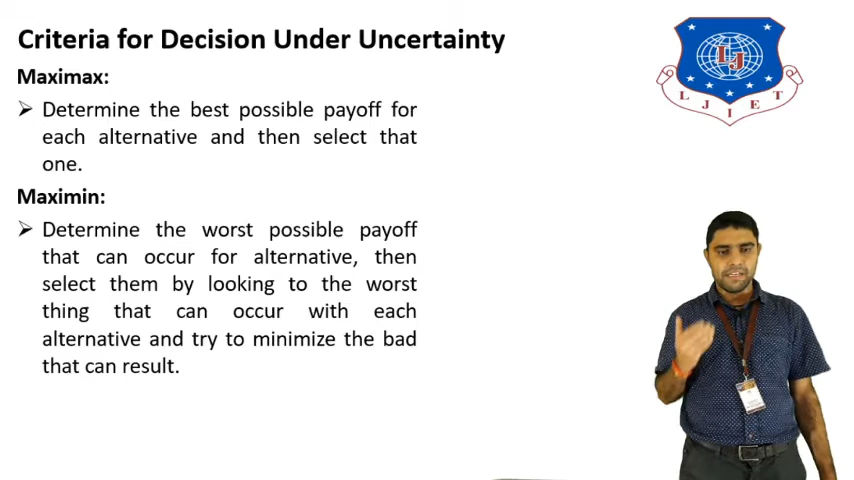 Criteria for Decision Under Uncertainty
Maximax:
➢ Determine the best possible payoff for
each alternative and then select that
one.
Maximin:
➢ Determine the worst possible payoff
that can occur for alternative, then
select them by looking to the worst
thing that can occur with each
alternative and try to minimize the bad
that can result.
LJ
L J I E T